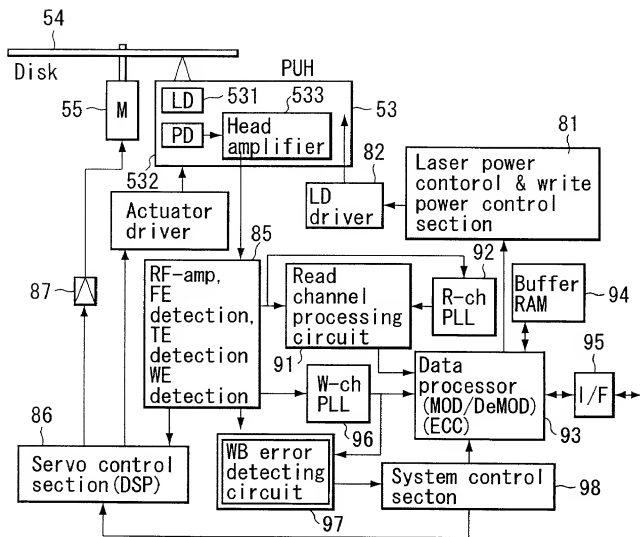 54
Disk
PUH
55
M
LD
531
533
53
PD
Head
amplifier
532
81
82
Laser power
contorol & write
power control
section
LD
driver
Actuator
driver
85
87
RF-amp,
FE
detection,
TE
detection
WE
detection
Read
channel
processing
circuit
91
92
R-ch
PLL
Buffer
RAM
94
95
I/F
W-ch
PLL
96
Data
processor
(MOD/DeMOD)
(ECC)
93
86
Servo control
section(DSP)
WB error
detecting
circuit
97
System control
secton
98